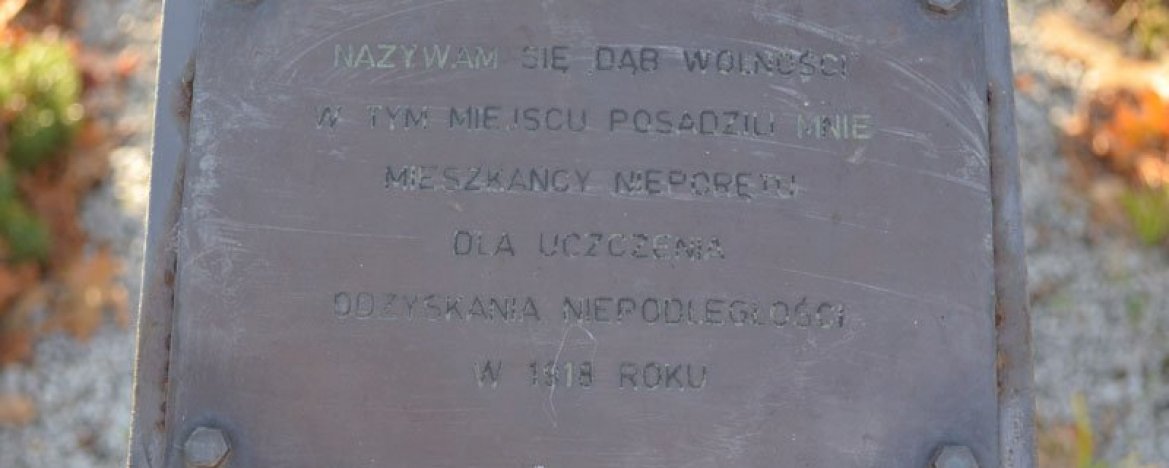 NAZYWAM SIĘ DĄB WOLNOŚCI
W TYM MIEJSCU POSADZILI MNIE
MIESZKAŃCY NIEPORĘTU
DLA UCZCZENIA
ODZYSKANIA NIEPODLEGŁOŚCI
W 1918 ROKU